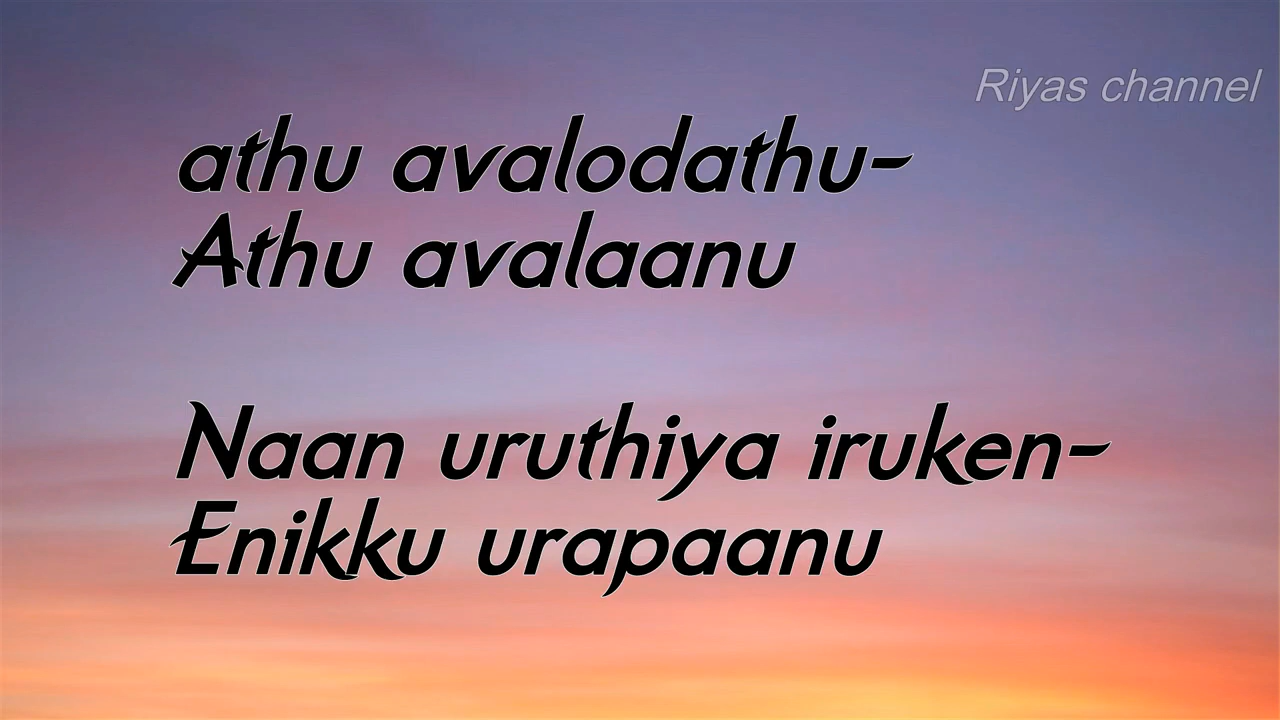 Riyas channel
athu avalodathu-
Athu avalaanu
Naan uruthiya iruken-
Enikku urapaanu